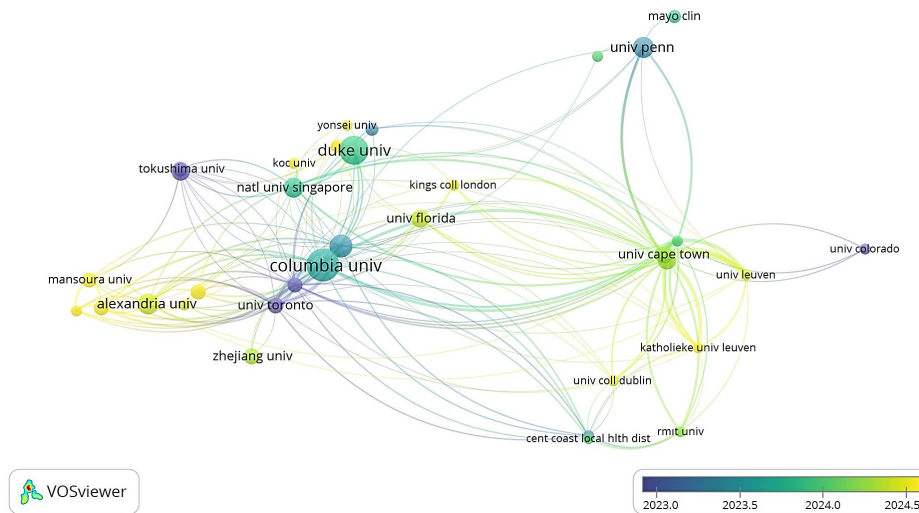 mayo clin
univ penn
yonsei univ
duke univ
koc univ
tokushima univ
natl univ singapore
kings coll london
univ florida
univ cape town
univ colorado
columbia univ
univ leuven
mansoura univ
alexandria univ
univ toronto
katholieke univ leuven
zhejiang univ
univ coll dublin
rmit univ
cent coast local hlth dist
VOSviewer
2023.0 2023.5 2024.0 2024.5